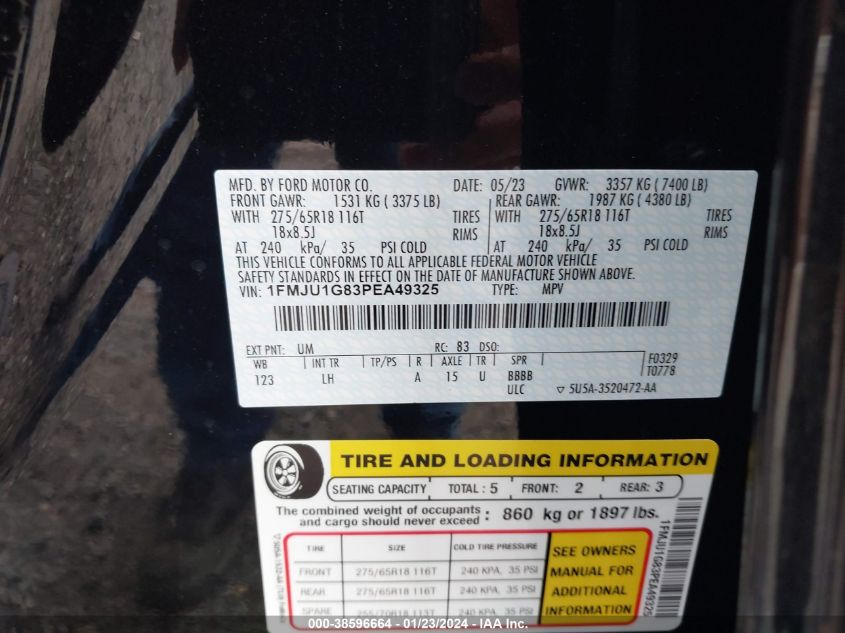 MFD. BY FORD MOTOR CO. DATE: 05/23 GVWR: 3357 KG ( 7400 LB)
FRONT GAWR: 1531 KG ( 3375 LB) REAR GAWR: 1987 KG ( 4380 LB)
WITH 275/65R18 116T TIRES WITH 275/65R18 116T TIRES
18x8.5J RIMS 18x8.5J RIMS
AT 240 kPa/ 35 PSI COLD AT 240 kPa/ 35 PSI COLD
THIS VEHICLE CONFORMS TO ALL APPLICABLE FEDERAL MOTOR VEHICLE
SAFETY STANDARDS IN EFFECT ON THE DATE OF MANUFACTURE SHOWN ABOVE.
VIN: 1FMJU1G83PEA49325 TYPE: MPV
EXT PNT: UM RC: 83 DSO:
WB INT TR TP/PS R AXLE TR SPR F0329
123 LH A 15 U BBBB T0778
ULC ▽ 5U5A-3520472-AA
TIRE AND LOADING INFORMATION
SEATING CAPACITY TOTAL : 5 FRONT: 2 REAR: 3
The combined weight of occupants
and cargo should never exceed : 860 kg or 1897 lbs.
TIRE SIZE COLD TIRE PRESSURE
FRONT 275/65R18 116T 240 KPA, 35 PSI
REAR 275/65R18 116T 240 KPA, 35 PSI
SPARE 255/70R18 113T 240 KPA, 35 PSI
SEE OWNERS
MANUAL FOR
ADDITIONAL
INFORMATION
1FMJU1G83PEA49325
000-38596664 - 01/23/2024 - IAA Inc.